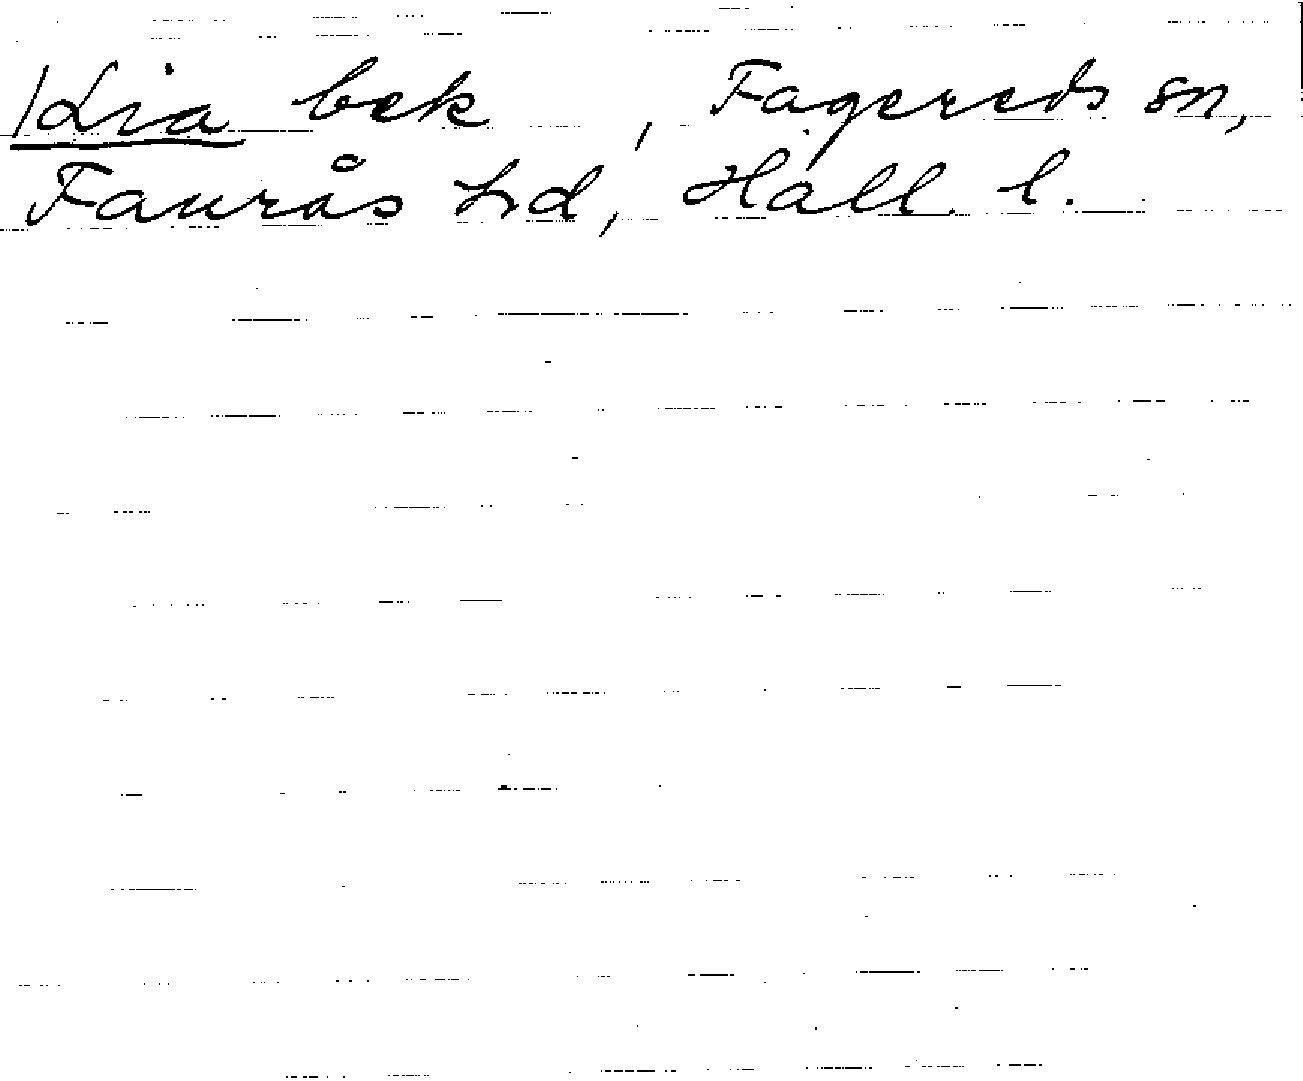 /Lia bek , Fagereds sn,
Faurås hd, Hall. l.